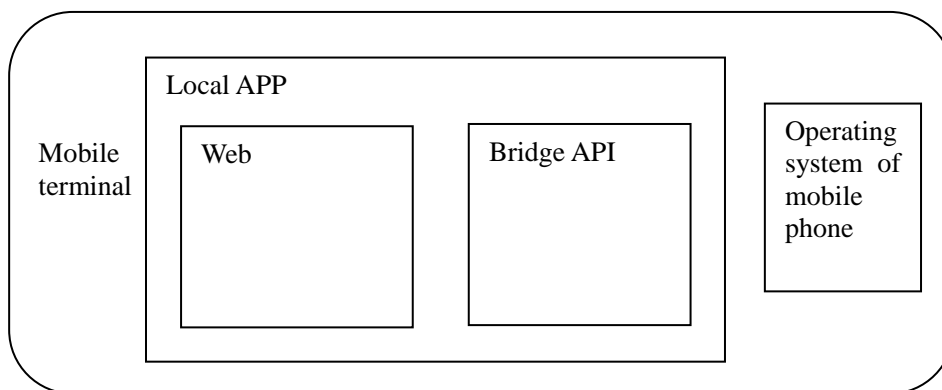 Local APP
Mobile
terminal
Web
Bridge API
Operating
system of
mobile
phone